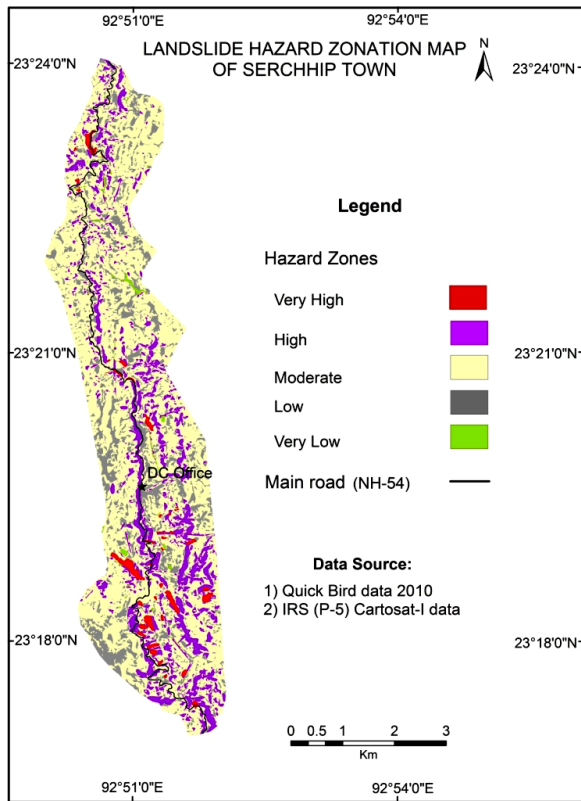 92°51'0"E
92°54'0"E
LANDSLIDE HAZARD ZONATION MAP
OF SERCHHIP TOWN
N
23°24'0"N
23°24'0"N
Legend
Hazard Zones
Very High
High
23°21'0"N
23°21'0"N
Moderate
Low
Very Low
DC Office
Main road (NH-54)
Data Source:
1) Quick Bird data 2010
2) IRS (P-5) Cartosat-I data
23°18'0"N
23°18'0"N
0 0.5 1 2 3
Km
92°51'0"E
92°54'0"E